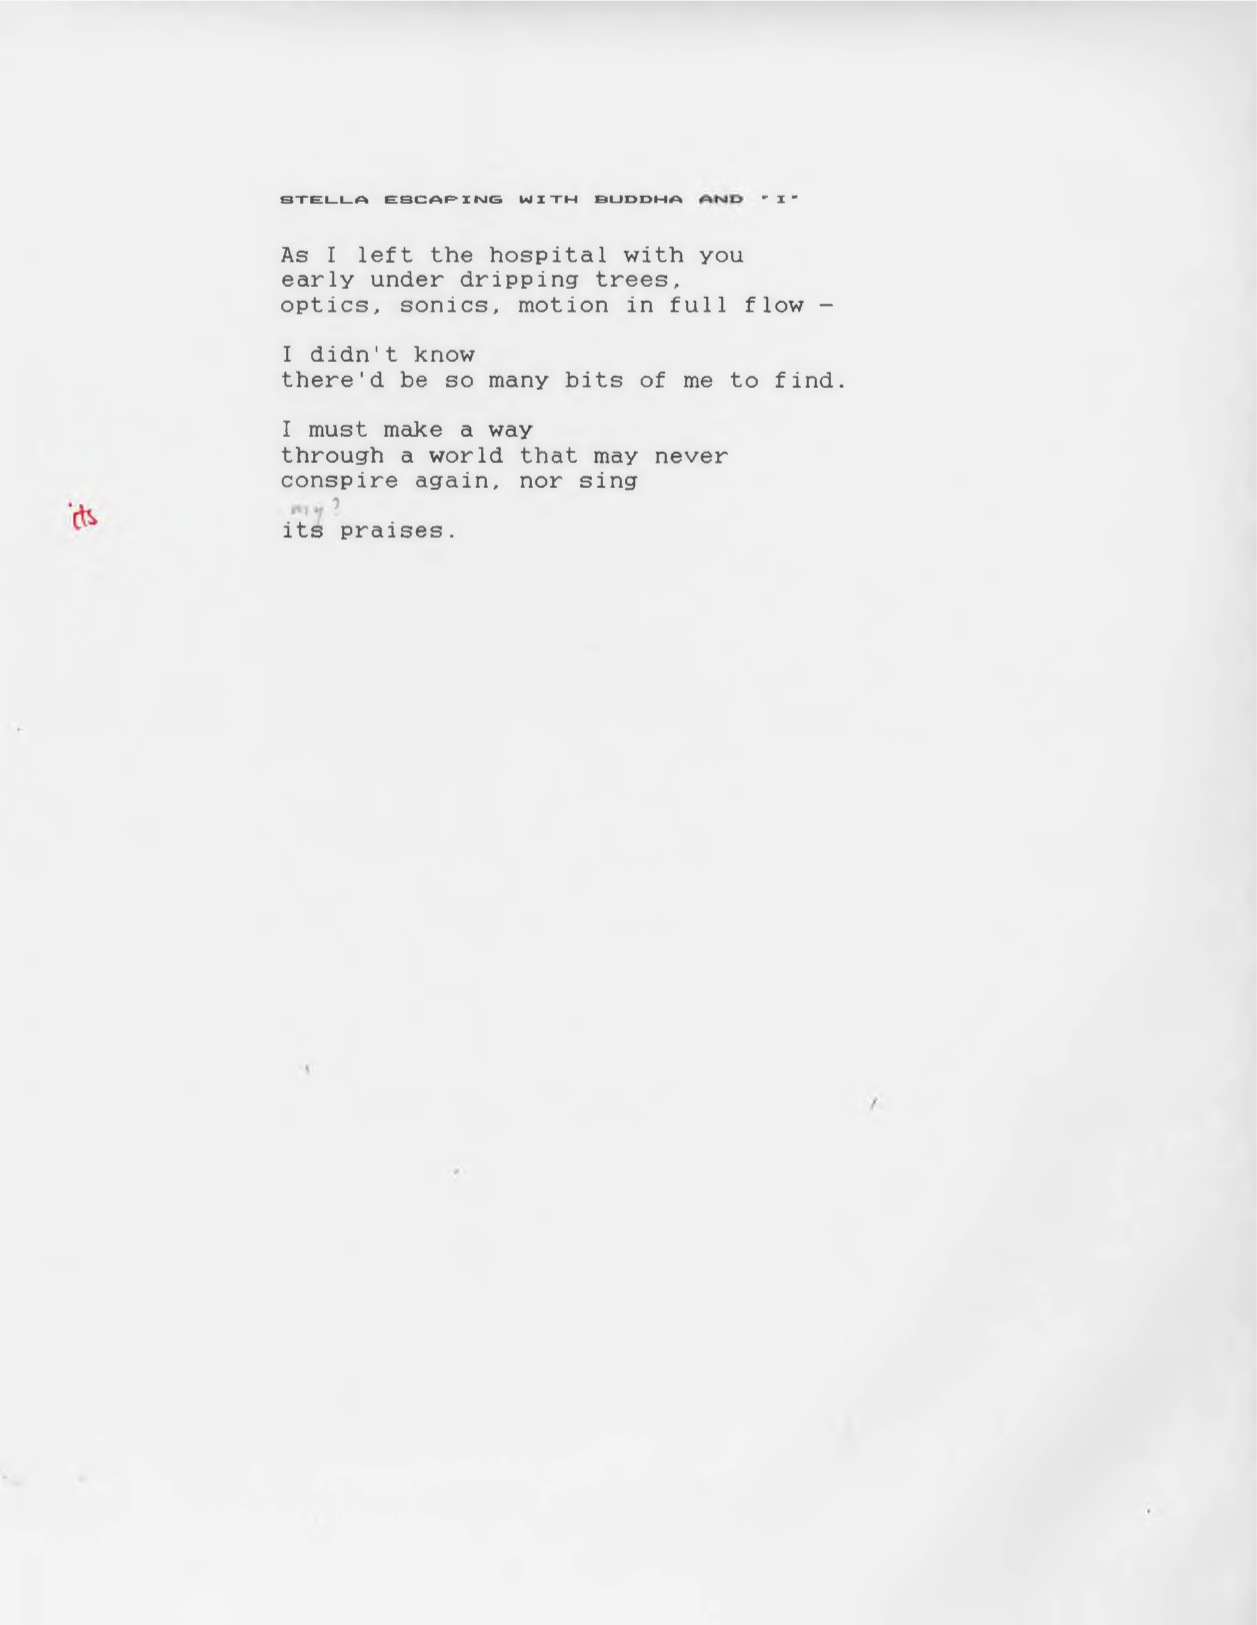 STELLA ESCAPING WITH BUDDHA AND "I"
As I left the hospital with you
early under dripping trees,
optics, sonics, motion in full flow —
I didn't know
there'd be so many bits of me to find.
I must make a way
through a world that may never
conspire again, nor sing
my?
its its praises.